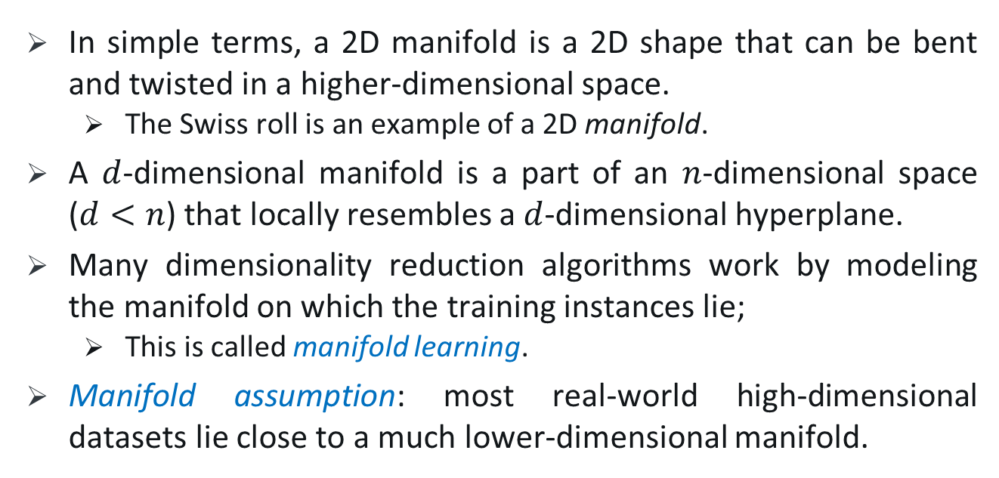 ➢ In simple terms, a 2D manifold is a 2D shape that can be bent
and twisted in a higher-dimensional space.
➢ The Swiss roll is an example of a 2D manifold.
➢ A d-dimensional manifold is a part of an n-dimensional space
(d < n) that locally resembles a d-dimensional hyperplane.
➢ Many dimensionality reduction algorithms work by modeling
the manifold on which the training instances lie;
➢ This is called manifold learning.
➢ Manifold assumption: most real-world high-dimensional
datasets lie close to a much lower-dimensional manifold.